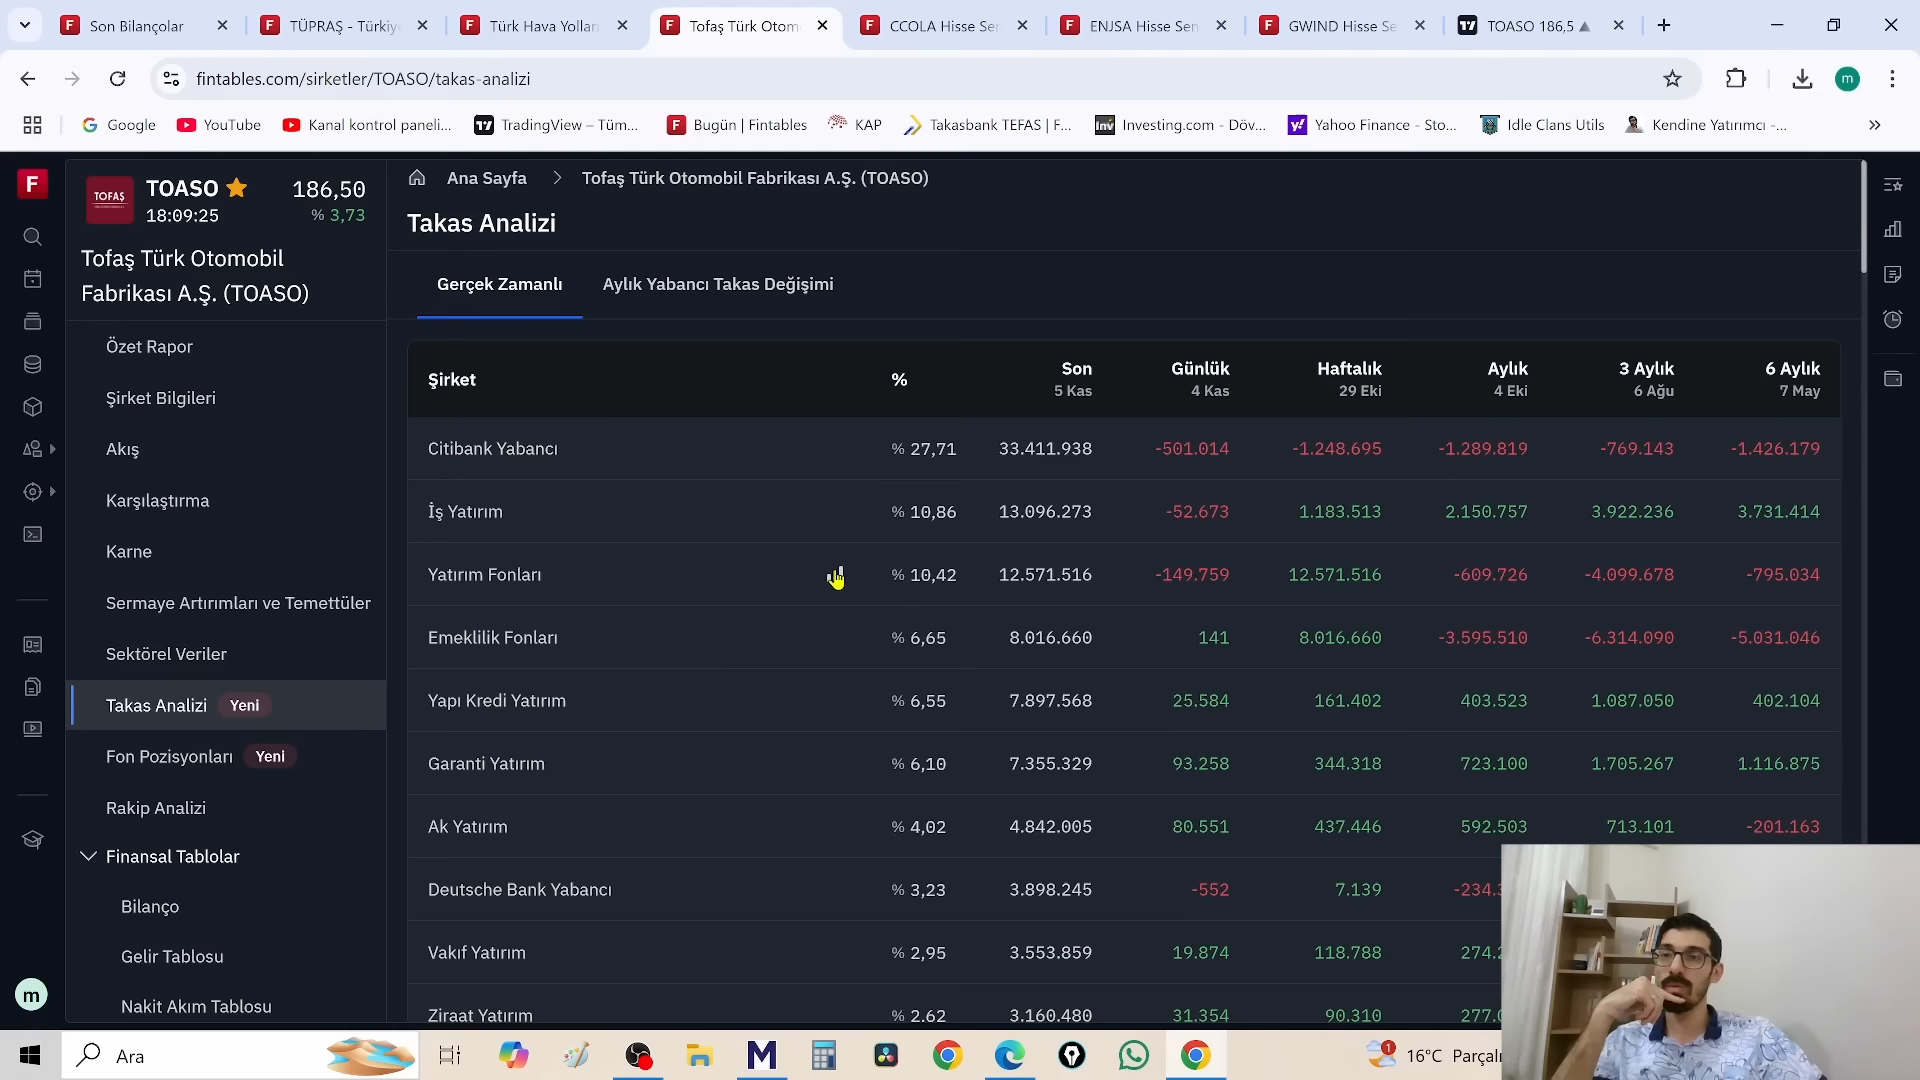 Son Bilançolar
TÜPRAŞ - Türkiye
Türk Hava Yolları
Tofaş Türk Otom
CCOLA Hisse Sen
ENJSA Hisse Sen
GWIND Hisse Se
TOASO 186,5 ▲
fintables.com/sirketler/TOASO/takas-analizi
m
Google
YouTube
Kanal kontrol paneli...
TradingView – Tüm...
Bugün | Fintables
KAP
Takasbank TEFAS | F...
Investing.com - Döv...
Yahoo Finance - Sto...
Idle Clans Utils
Kendine Yatırımcı -...
TOFAŞ
TOASO
18:09:25
186,50
% 3,73
Tofaş Türk Otomobil
Fabrikası A.Ş. (TOASO)
Özet Rapor
Şirket Bilgileri
Akış
Karşılaştırma
Karne
Sermaye Artırımları ve Temettüler
Sektörel Veriler
Takas Analizi Yeni
Fon Pozisyonları Yeni
Rakip Analizi
Finansal Tablolar
Bilanço
Gelir Tablosu
Nakit Akım Tablosu
m
Ana Sayfa > Tofaş Türk Otomobil Fabrikası A.Ş. (TOASO)
Takas Analizi
Gerçek Zamanlı Aylık Yabancı Takas Değişimi
Şirket % Son Günlük Haftalık Aylık 3 Aylık 6 Aylık
5 Kas 4 Kas 29 Eki 4 Eki 6 Ağu 7 May
Citibank Yabancı % 27,71 33.411.938 -501.014 -1.248.695 -1.289.819 -769.143 -1.426.179
İş Yatırım % 10,86 13.096.273 -52.673 1.183.513 2.150.757 3.922.236 3.731.414
Yatırım Fonları % 10,42 12.571.516 -149.759 12.571.516 -609.726 -4.099.678 -795.034
Emeklilik Fonları % 6,65 8.016.660 141 8.016.660 -3.595.510 -6.314.090 -5.031.046
Yapı Kredi Yatırım % 6,55 7.897.568 25.584 161.402 403.523 1.087.050 402.104
Garanti Yatırım % 6,10 7.355.329 93.258 344.318 723.100 1.705.267 1.116.875
Ak Yatırım % 4,02 4.842.005 80.551 437.446 592.503 713.101 -201.163
Deutsche Bank Yabancı % 3,23 3.898.245 -552 7.139 -234.
Vakıf Yatırım % 2,95 3.553.859 19.874 118.788 274.
Ziraat Yatırım % 2,62 3.160.480 31.354 90.310 277.
Ara
1
16°C Parçalı